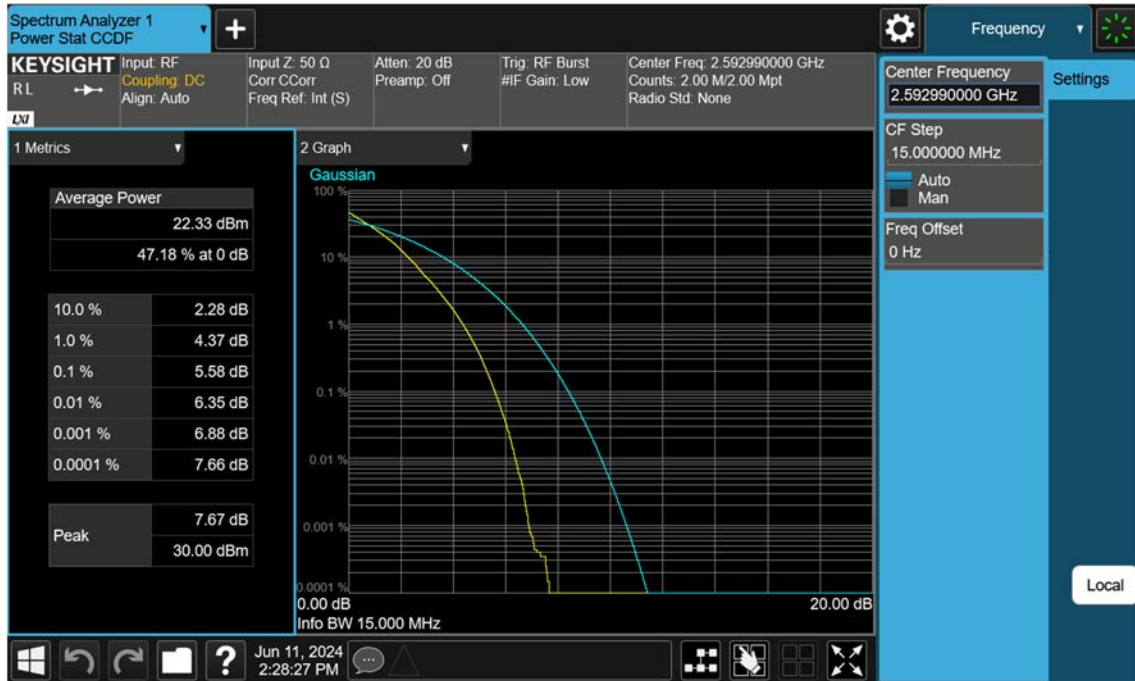 Spectrum Analyzer 1
Power Stat CCDF
Frequency
KEYSIGHT
RL
LXI
Input: RF
Coupling: DC
Align: Auto
Input Z: 50 Ω
Corr CCorr
Freq Ref: Int (S)
Atten: 20 dB
Preamp: Off
Trig: RF Burst
#IF Gain: Low
Center Freq: 2.592990000 GHz
Counts: 2.00 M/2.00 Mpt
Radio Std: None
Center Frequency
2.592990000 GHz
Settings
CF Step
15.000000 MHz
Auto
Man
Freq Offset
0 Hz
Local
1 Metrics
Average Power
22.33 dBm
47.18 % at 0 dB
10.0 % 2.28 dB
1.0 % 4.37 dB
0.1 % 5.58 dB
0.01 % 6.35 dB
0.001 % 6.88 dB
0.0001 % 7.66 dB
Peak
7.67 dB
30.00 dBm
2 Graph
Gaussian
100 %
10 %
1 %
0.1 %
0.01 %
0.001 %
0.0001 %
0.00 dB 20.00 dB
Info BW 15.000 MHz
?
Jun 11, 2024
2:28:27 PM